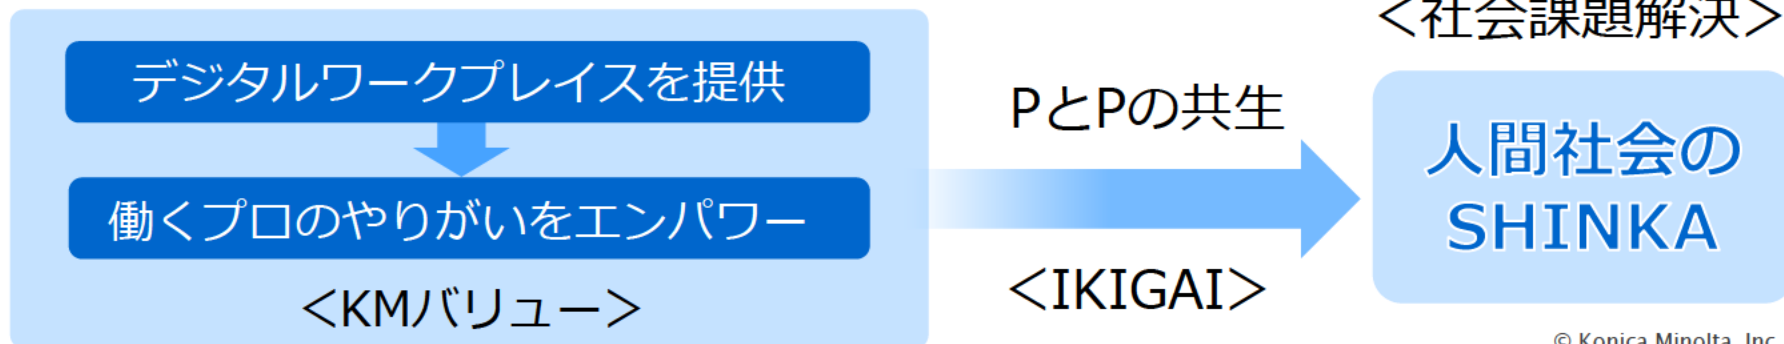 デジタルワークプレイスを提供
働くプロのやりがいをエンパワー
＜KMバリュー＞
PとPの共生
＜IKIGAI＞
＜社会課題解決＞
人間社会の
SHINKA
© Konica Minolta, Inc